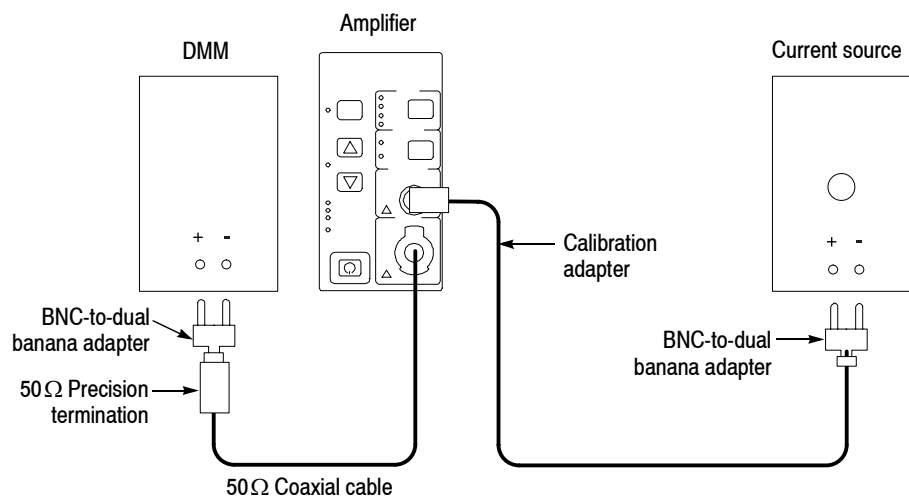 Amplifier
DMM
Current source
+ -
+ -
Calibration
adapter
BNC-to-dual
banana adapter
BNC-to-dual
banana adapter
50Ω Precision
termination
50Ω Coaxial cable